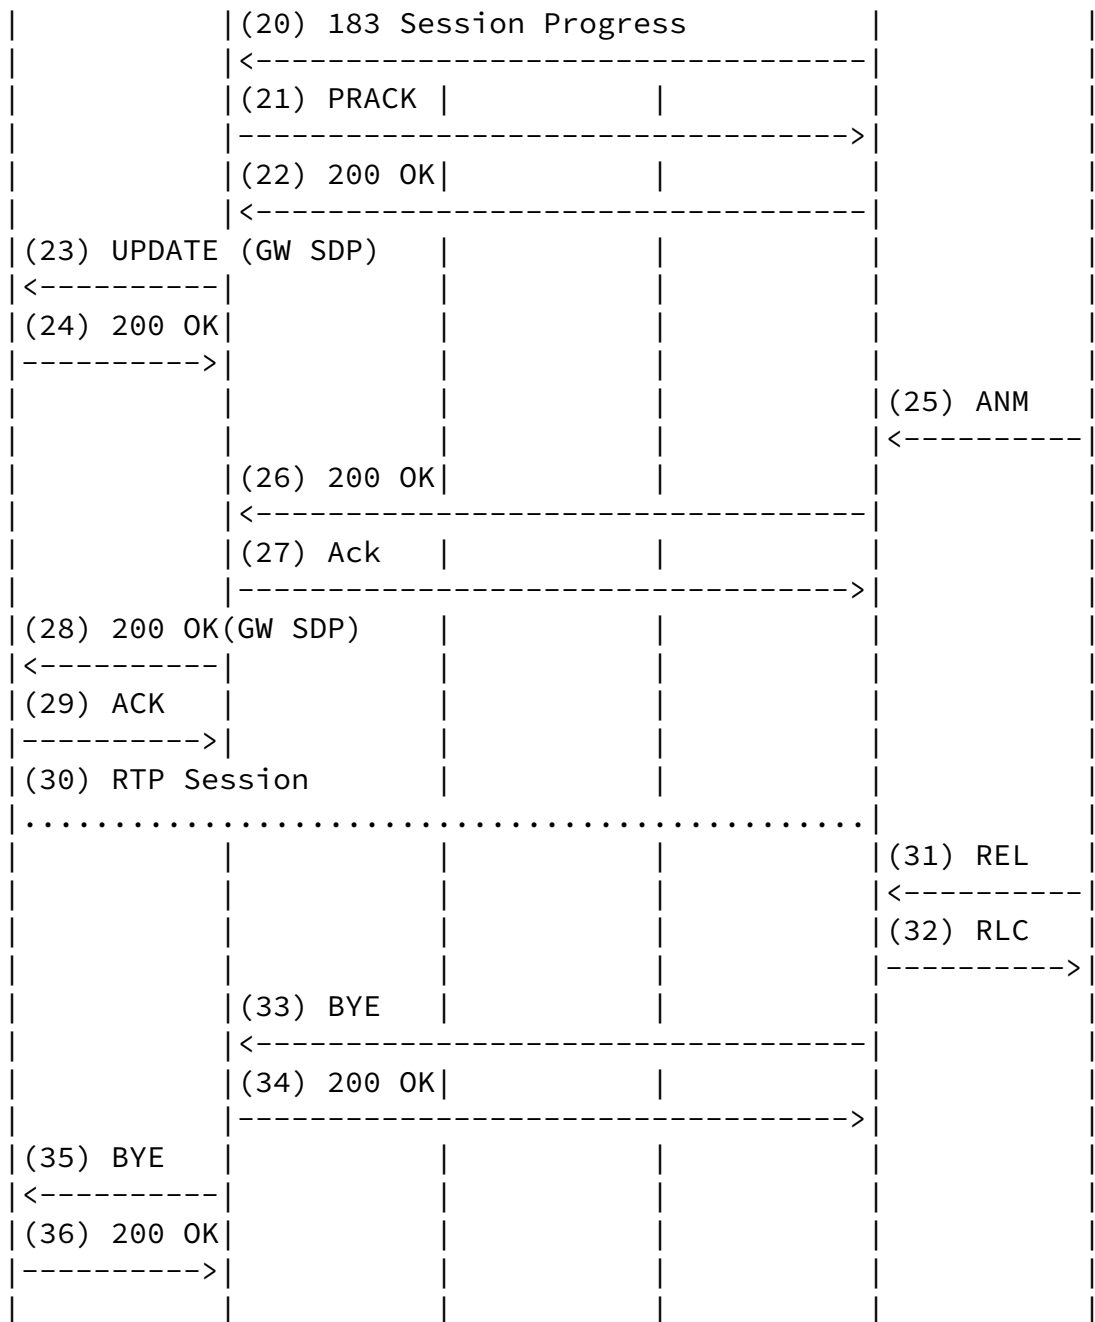 (20) 183 Session Progress
(21) PRACK
(22) 200 OK
(23) UPDATE (GW SDP)
(24) 200 OK
(25) ANM
(26) 200 OK
(27) Ack
(28) 200 OK(GW SDP)
(29) ACK
(30) RTP Session
(31) REL
(32) RLC
(33) BYE
(34) 200 OK
(35) BYE
(36) 200 OK